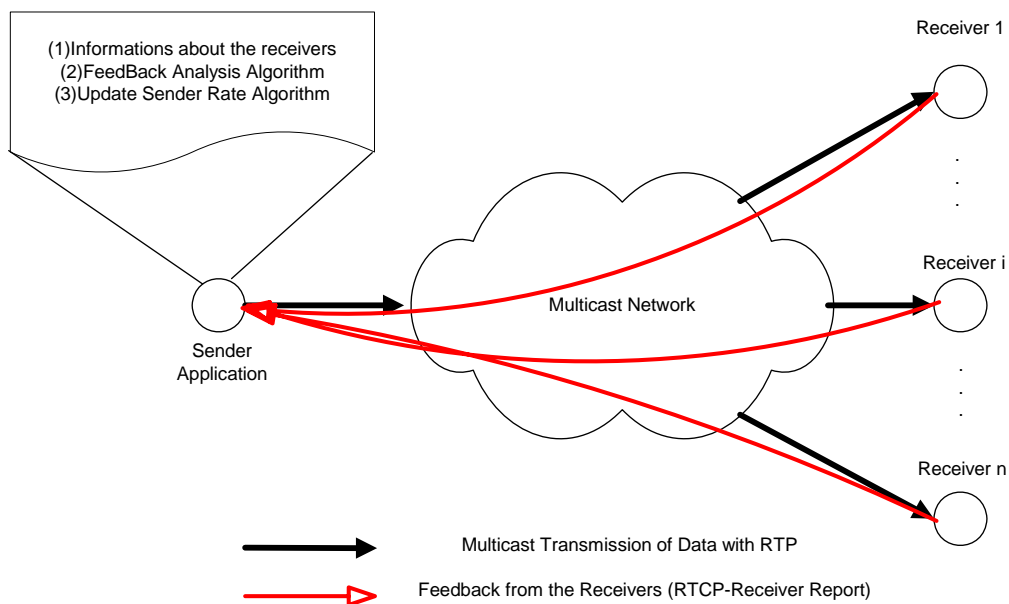 (1)Informations about the receivers
(2)FeedBack Analysis Algorithm
(3)Update Sender Rate Algorithm
Receiver 1
Receiver i
Multicast Network
Sender
Application
Receiver n
Multicast Transmission of Data with RTP
Feedback from the Receivers (RTCP-Receiver Report)